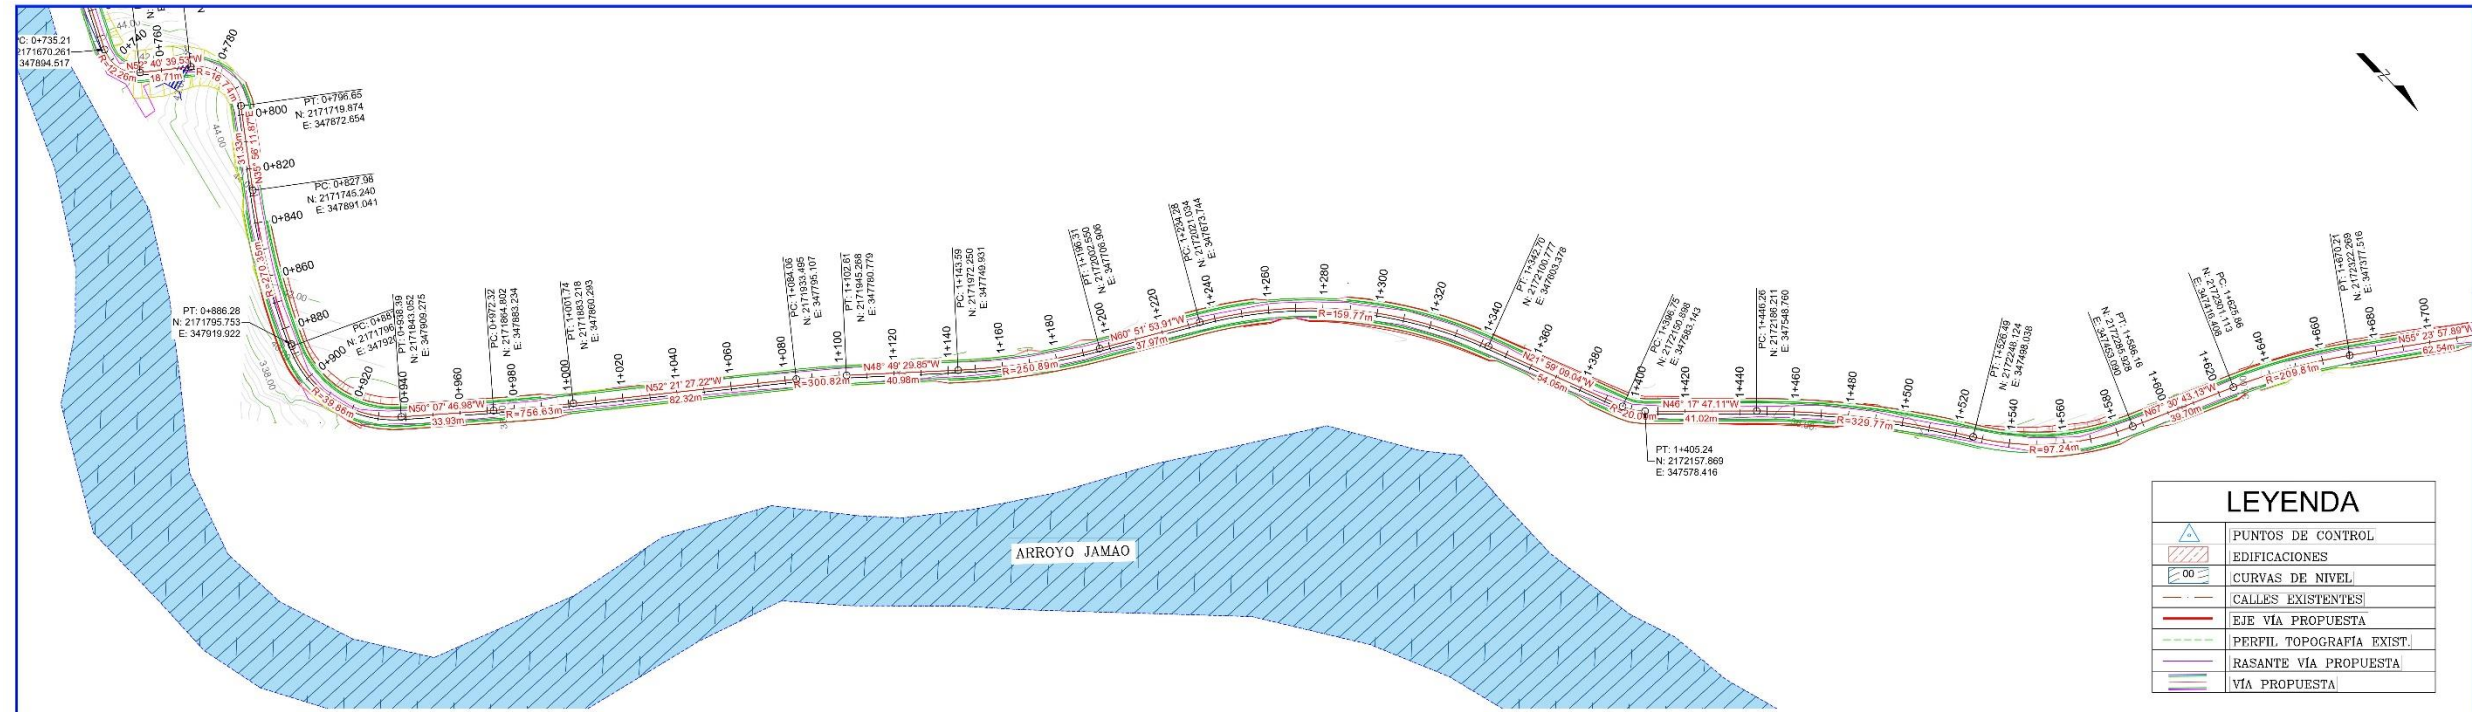 PC: 0+735.21
2171670.261
347894.517
44.00
0+740
0+760
0+780
N52° 40' 39.53"W
R=12.26m
18.71m
R=16.74m
44.00
0+800
PT: 0+796.65
N: 2171719.874
E: 347872.654
31.33m
N35° 56' 11.87"E
0+820
PC: 0+827.98
N: 2171745.240
E: 347891.041
0+840
R=270.35m
0+860
0+880
PT: 0+886.28
N: 2171795.753
E: 347919.922
338.00
0+900
0+920
R=39.86m
0+940
PT: 0+938.39
N: 2171843.052
E: 347909.275
N50° 07' 46.98"W
33.93m
0+960
PC: 0+972.32
N: 2171864.802
E: 347883.234
0+980
R=756.63m
1+000
PT: 1+001.74
N: 2171883.218
E: 347860.293
1+020
1+040
N52° 21' 27.22"W
82.32m
1+060
1+080
PC: 1+084.06
N: 2171933.495
E: 347795.107
R=300.82m
1+100
PT: 1+102.61
N: 2171945.268
E: 347780.779
1+120
N48° 49' 29.85"W
40.98m
1+140
PC: 1+143.59
N: 2171972.250
E: 347749.931
1+160
R=250.89m
1+180
1+200
PT: 1+196.31
N: 2172002.550
E: 347706.906
N60° 51' 53.91"W
37.97m
1+220
PC: 1+234.28
N: 2172021.034
E: 347673.744
1+240
1+260
1+280
R=159.77m
1+300
1+320
1+340
PT: 1+342.70
N: 2172100.777
E: 347603.378
1+360
N21° 59' 09.04"W
54.05m
1+380
PC: 1+396.75
N: 2172150.898
E: 347583.143
1+400
R=20.00m
PT: 1+405.24
N: 2172157.869
E: 347578.416
1+420
N46° 17' 47.11"W
41.02m
1+440
PC: 1+446.26
N: 2172186.211
E: 347548.760
1+460
1+480
R=329.77m
1+500
1+520
PT: 1+526.49
N: 2172248.124
E: 347498.038
1+540
1+560
R=97.24m
1+580
PT: 1+586.16
N: 2172285.928
E: 347453.090
1+600
N67° 30' 43.13"W
39.70m
1+620
PC: 1+625.86
N: 2172301.113
E: 347416.408
1+640
R=209.81m
1+660
PT: 1+670.21
N: 2172322.269
E: 347377.516
1+680
1+700
N55° 23' 57.89"W
62.54m
ARROYO JAMAO
LEYENDA
PUNTOS DE CONTROL
EDIFICACIONES
00
CURVAS DE NIVEL
CALLES EXISTENTES
EJE VÍA PROPUESTA
PERFIL TOPOGRAFÍA EXIST.
RASANTE VÍA PROPUESTA
VÍA PROPUESTA